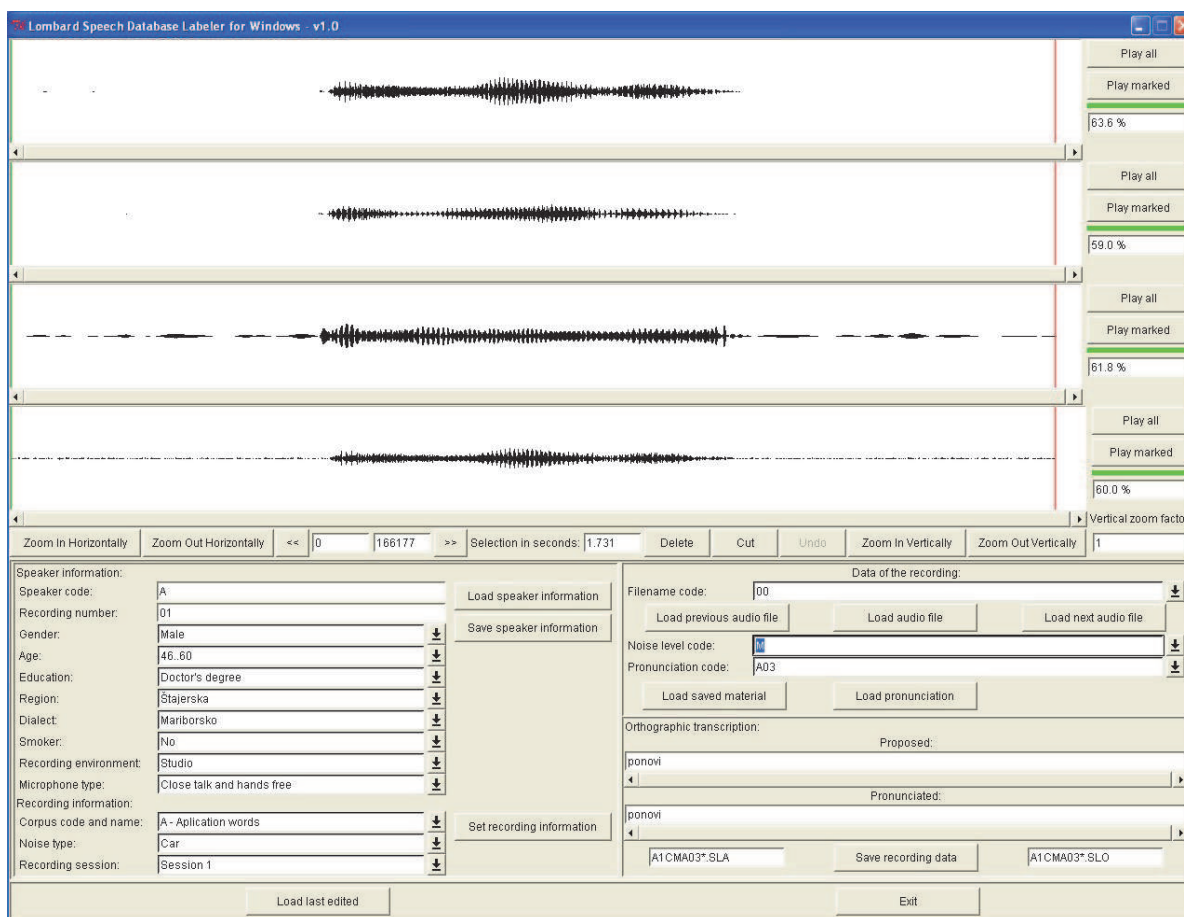 Lombard Speech Database Labeler for Windows - v1.0
Play all
Play marked
63.6 %
Play all
Play marked
59.0 %
Play all
Play marked
61.8 %
Play all
Play marked
60.0 %
Vertical zoom facto
Zoom In Horizontally Zoom Out Horizontally << 0 166177 >> Selection in seconds: 1.731 Delete Cut Undo Zoom In Vertically Zoom Out Vertically 1
Speaker information:
Speaker code: A
Recording number: 01
Gender: Male
Age: 46..60
Education: Doctor's degree
Region: Štajerska
Dialect: Mariborsko
Smoker: No
Recording environment: Studio
Microphone type: Close talk and hands free
Recording information:
Corpus code and name: A - Aplication words
Noise type: Car
Recording session: Session 1
Load speaker information
Save speaker information
Set recording information
Data of the recording:
Filename code: 00
Load previous audio file Load audio file Load next audio file
Noise level code: M
Pronunciation code: A03
Load saved material Load pronunciation
Orthographic transcription:
Proposed:
ponovi
Pronunciated:
ponovi
A1CMA03*.SLA Save recording data A1CMA03*.SLO
Load last edited Exit